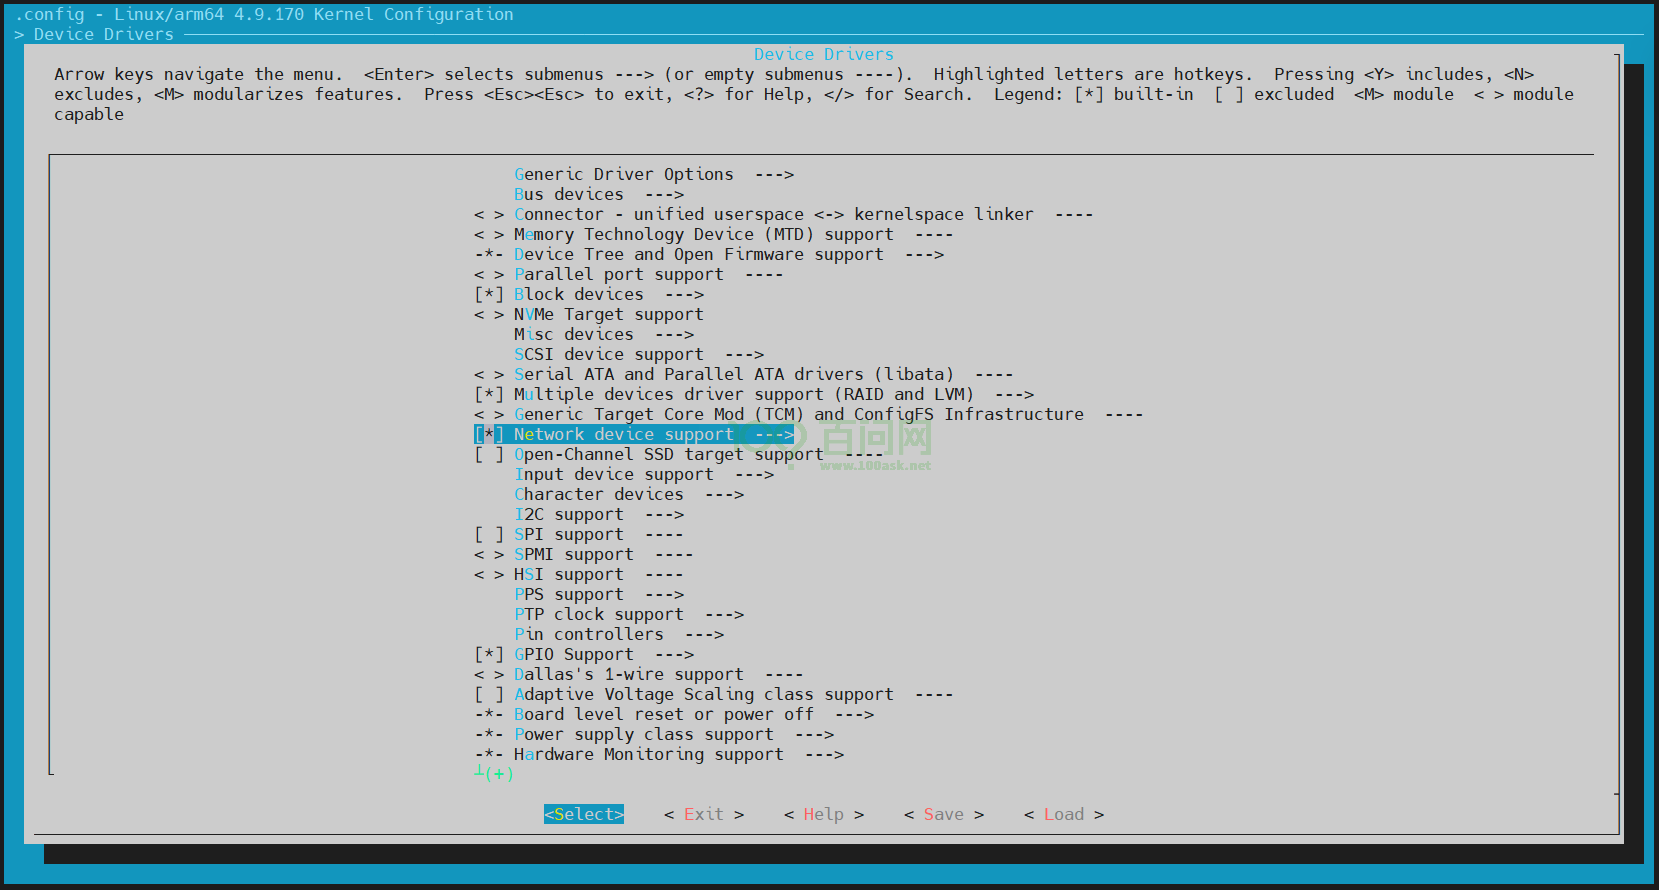 .config - Linux/arm64 4.9.170 Kernel Configuration
> Device Drivers
Device Drivers
Arrow keys navigate the menu.  <Enter> selects submenus ---> (or empty submenus ----).  Highlighted letters are hotkeys.  Pressing <Y> includes, <N>
excludes, <M> modularizes features.  Press <Esc><Esc> to exit, <?> for Help, </> for Search.  Legend: [*] built-in  [ ] excluded  <M> module  < > module
capable
Generic Driver Options  --->
Bus devices  --->
< > Connector - unified userspace <-> kernelspace linker  ----
< > Memory Technology Device (MTD) support  ----
-*- Device Tree and Open Firmware support  --->
< > Parallel port support  ----
[*] Block devices  --->
< > NVMe Target support
Misc devices  --->
SCSI device support  --->
< > Serial ATA and Parallel ATA drivers (libata)  ----
[*] Multiple devices driver support (RAID and LVM)  --->
< > Generic Target Core Mod (TCM) and ConfigFS Infrastructure  ----
[*] Network device support  --->
[ ] Open-Channel SSD target support  ----
Input device support  --->
Character devices  --->
I2C support  --->
[ ] SPI support  ----
< > SPMI support  ----
< > HSI support  ----
PPS support  --->
PTP clock support  --->
Pin controllers  --->
[*] GPIO Support  --->
< > Dallas's 1-wire support  ----
[ ] Adaptive Voltage Scaling class support  ----
-*- Board level reset or power off  --->
-*- Power supply class support  --->
-*- Hardware Monitoring support  --->
┴(+)
<Select>    < Exit >    < Help >    < Save >    < Load >
百问网
www.100ask.net